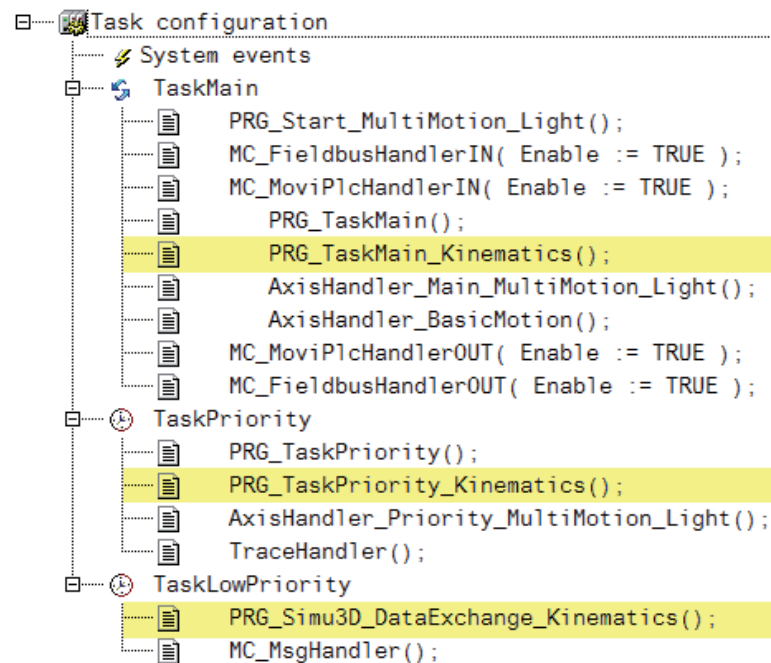 Task configuration
System events
TaskMain
PRG_Start_MultiMotion_Light();
MC_FieldbusHandlerIN( Enable := TRUE );
MC_MoviPlcHandlerIN( Enable := TRUE );
PRG_TaskMain();
PRG_TaskMain_Kinematics();
AxisHandler_Main_MultiMotion_Light();
AxisHandler_BasicMotion();
MC_MoviPlcHandlerOUT( Enable := TRUE );
MC_FieldbusHandlerOUT( Enable := TRUE );
TaskPriority
PRG_TaskPriority();
PRG_TaskPriority_Kinematics();
AxisHandler_Priority_MultiMotion_Light();
TraceHandler();
TaskLowPriority
PRG_Simu3D_DataExchange_Kinematics();
MC_MsgHandler();